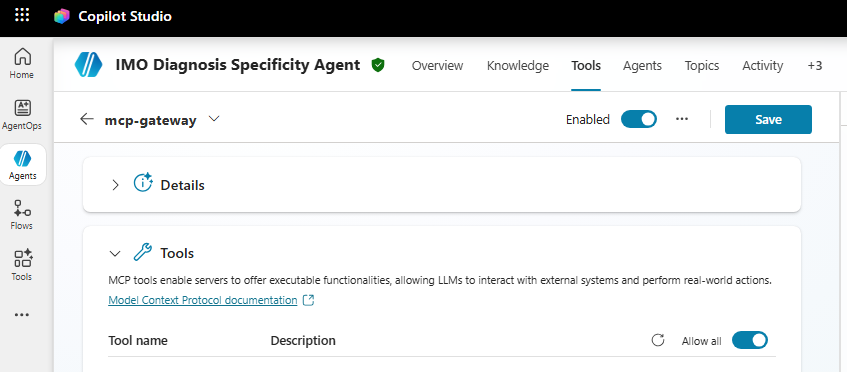 Copilot Studio
Home
AgentOps
Agents
Flows
Tools
IMO Diagnosis Specificity Agent Overview Knowledge Tools Agents Topics Activity +3
mcp-gateway Enabled Save
Details
Tools
MCP tools enable servers to offer executable functionalities, allowing LLMs to interact with external systems and perform real-world actions.
Model Context Protocol documentation
Tool name Description Allow all